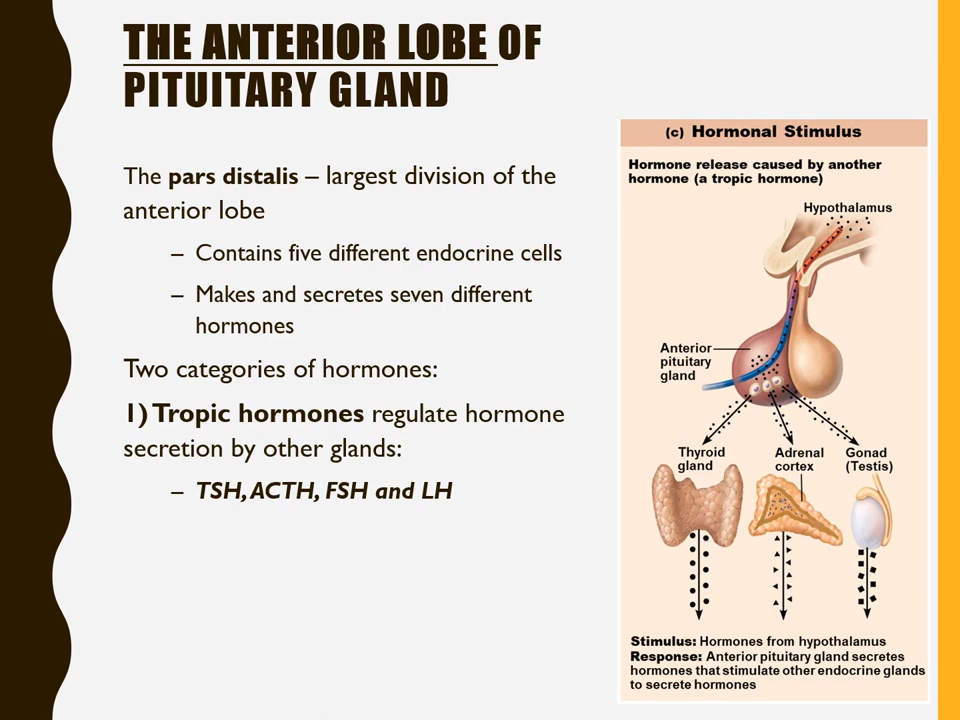 THE ANTERIOR LOBE OF
PITUITARY GLAND
The pars distalis – largest division of the
anterior lobe
– Contains five different endocrine cells
– Makes and secretes seven different
hormones
Two categories of hormones:
1) Tropic hormones regulate hormone
secretion by other glands:
– TSH, ACTH, FSH and LH
(c) Hormonal Stimulus
Hormone release caused by another
hormone (a tropic hormone)
Hypothalamus
Anterior
pituitary
gland
Thyroid
gland
Adrenal
cortex
Gonad
(Testis)
Stimulus: Hormones from hypothalamus
Response: Anterior pituitary gland secretes
hormones that stimulate other endocrine glands
to secrete hormones